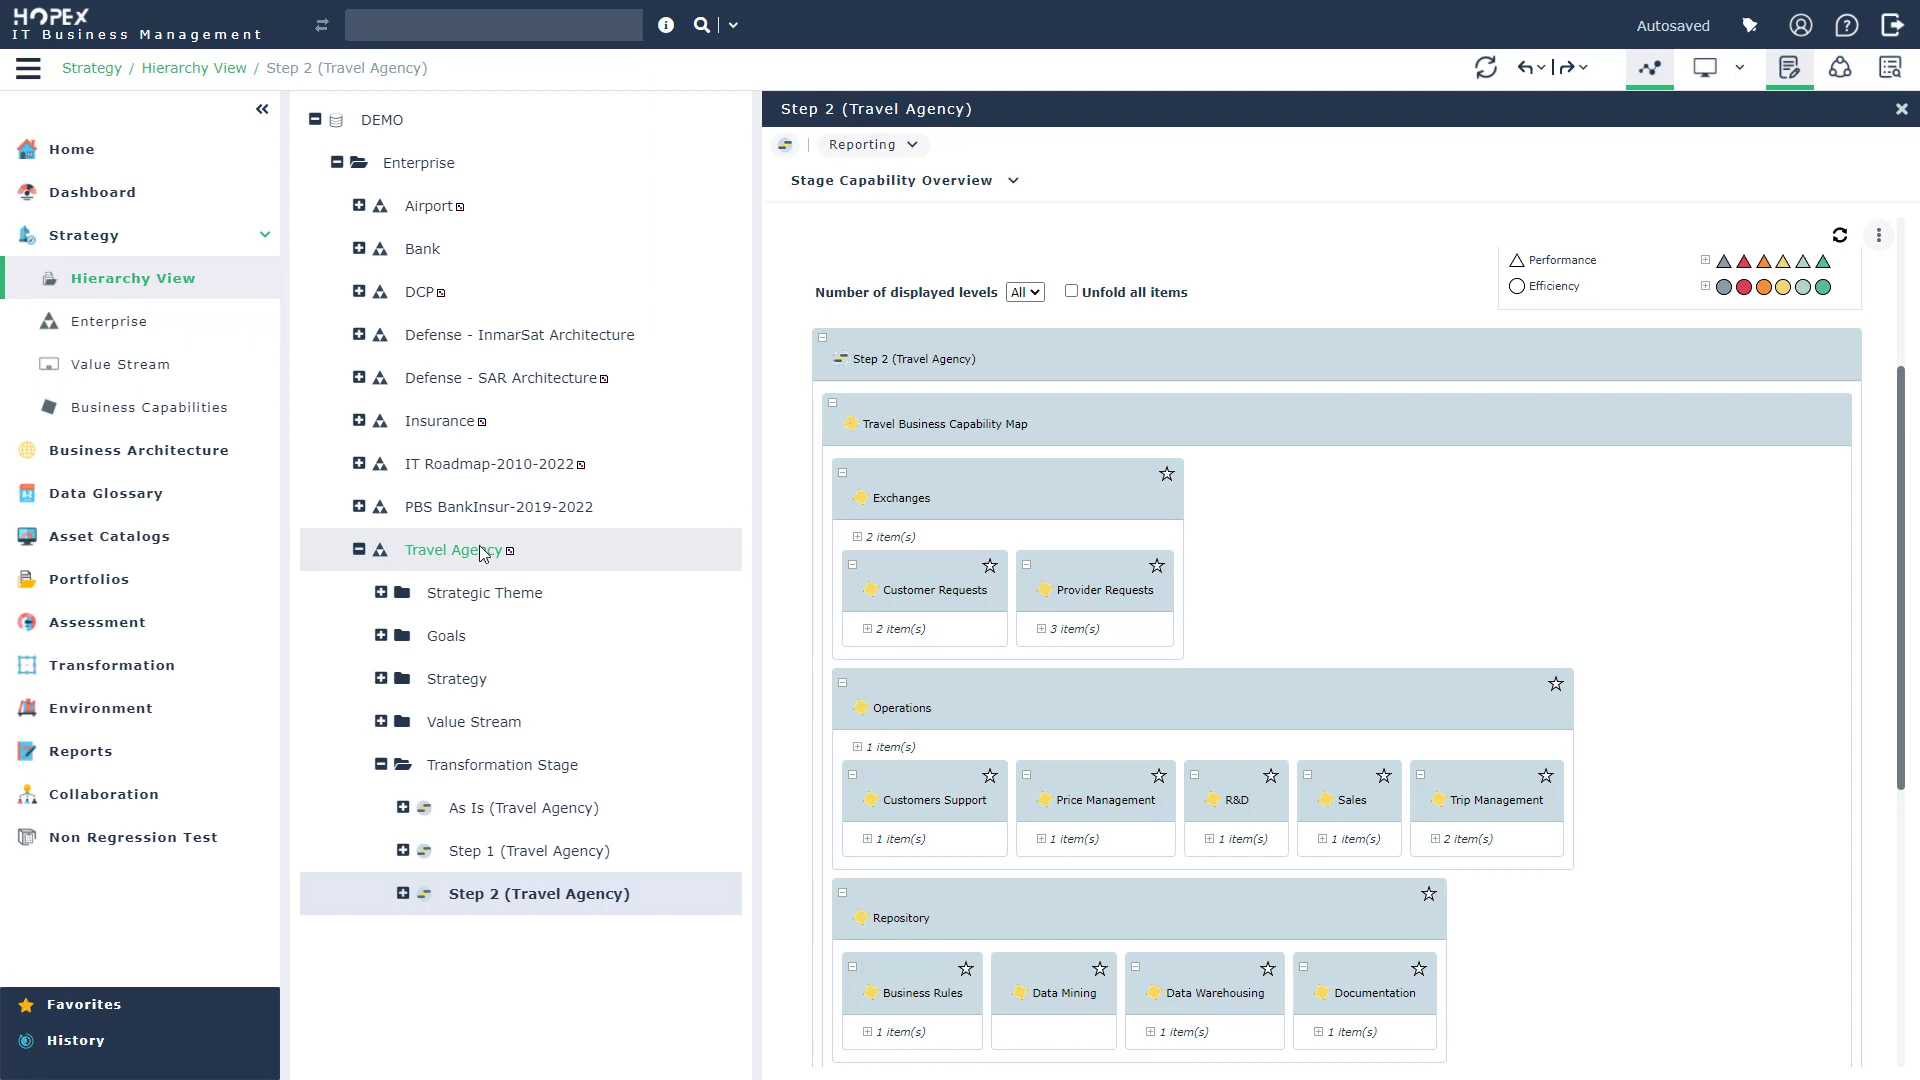 HOPEX
IT Business Management
Autosaved
Strategy / Hierarchy View / Step 2 (Travel Agency)
Home
Dashboard
Strategy
Hierarchy View
Enterprise
Value Stream
Business Capabilities
Business Architecture
Data Glossary
Asset Catalogs
Portfolios
Assessment
Transformation
Environment
Reports
Collaboration
Non Regression Test
Favorites
History
DEMO
Enterprise
Airport
Bank
DCP
Defense - InmarSat Architecture
Defense - SAR Architecture
Insurance
IT Roadmap-2010-2022
PBS BankInsur-2019-2022
Travel Agency
Strategic Theme
Goals
Strategy
Value Stream
Transformation Stage
As Is (Travel Agency)
Step 1 (Travel Agency)
Step 2 (Travel Agency)
Step 2 (Travel Agency)
Reporting
Stage Capability Overview
Performance
Efficiency
Number of displayed levels All Unfold all items
Step 2 (Travel Agency)
Travel Business Capability Map
Exchanges
2 item(s)
Customer Requests Provider Requests
2 item(s) 3 item(s)
Operations
1 item(s)
Customers Support Price Management R&D Sales Trip Management
1 item(s) 1 item(s) 1 item(s) 1 item(s) 2 item(s)
Repository
Business Rules Data Mining Data Warehousing Documentation
1 item(s) 1 item(s) 1 item(s)